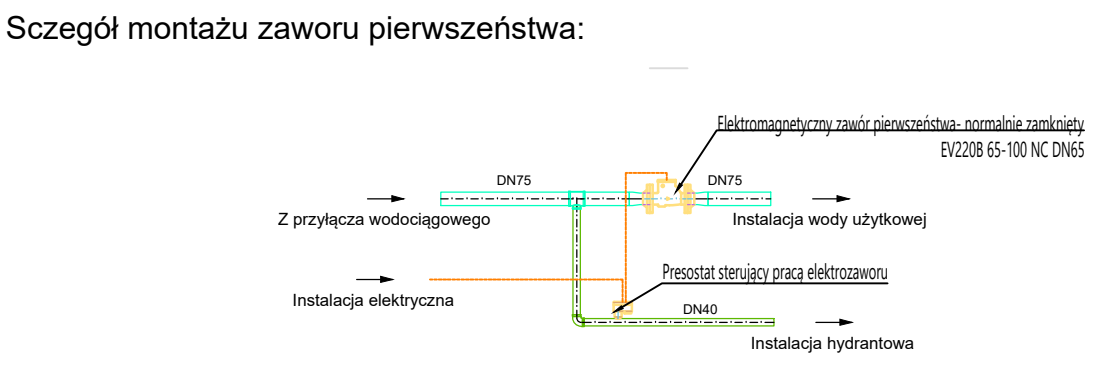 Sczegół montażu zaworu pierwszeństwa:
Elektromagnetyczny zawór pierwszeństwa- normalnie zamknięty
EV220B 65-100 NC DN65
DN75
DN75
Z przyłącza wodociągowego
Instalacja wody użytkowej
Presostat sterujący pracą elektrozaworu
Instalacja elektryczna
DN40
Instalacja hydrantowa